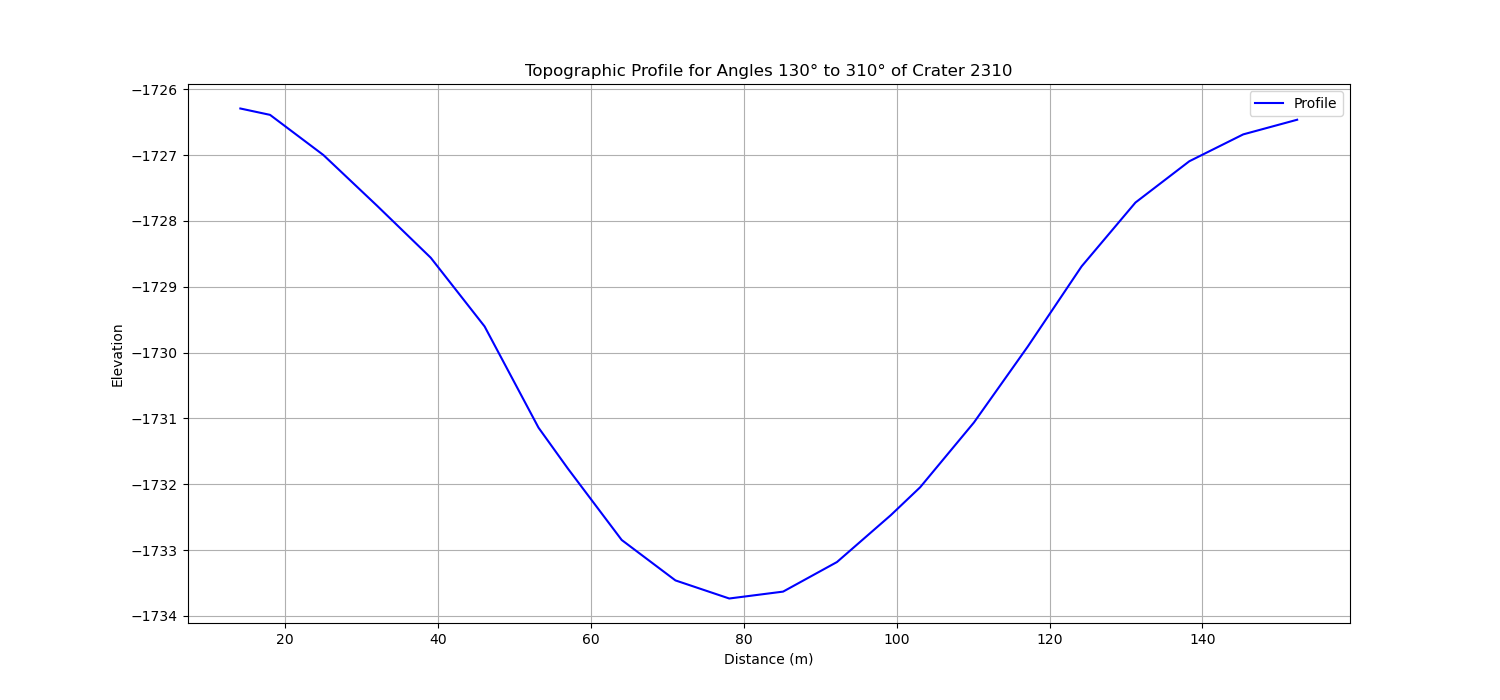 Topographic Profile for Angles 130° to 310° of Crater 2310
Profile
−1726
−1727
−1728
−1729
−1730
−1731
−1732
−1733
−1734
Elevation
20 40 60 80 100 120 140
Distance (m)